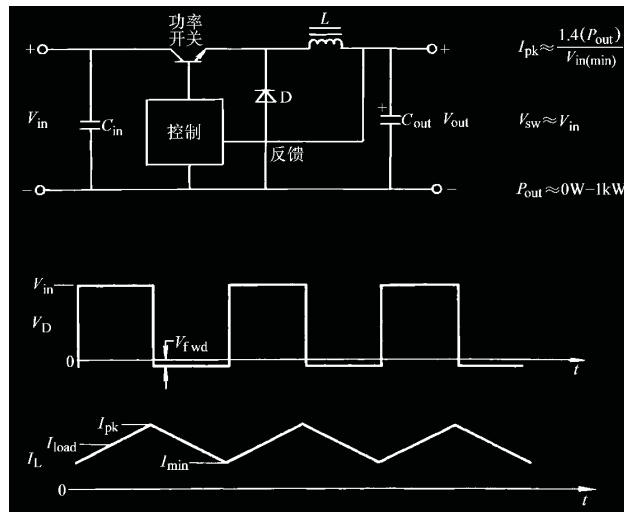 功率
开关
L
+
+
I_pk≈1.4(P_out)/V_in(min)
V_in
C_in
控制
D
+
C_out
V_out
V_sw≈V_in
反馈
−
−
P_out≈0W−1kW
V_in
V_D
V_fwd
0
t
I_pk
I_load
I_L
I_min
0
t